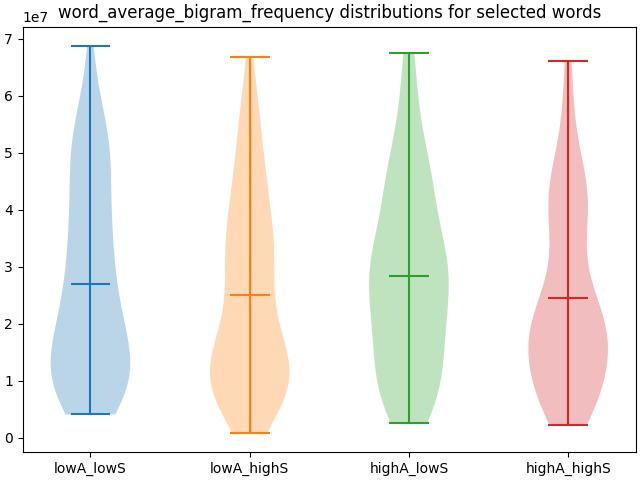 word_average_bigram_frequency distributions for selected words
1e7
7
6
5
4
3
2
1
0
lowA_lowS lowA_highS highA_lowS highA_highS